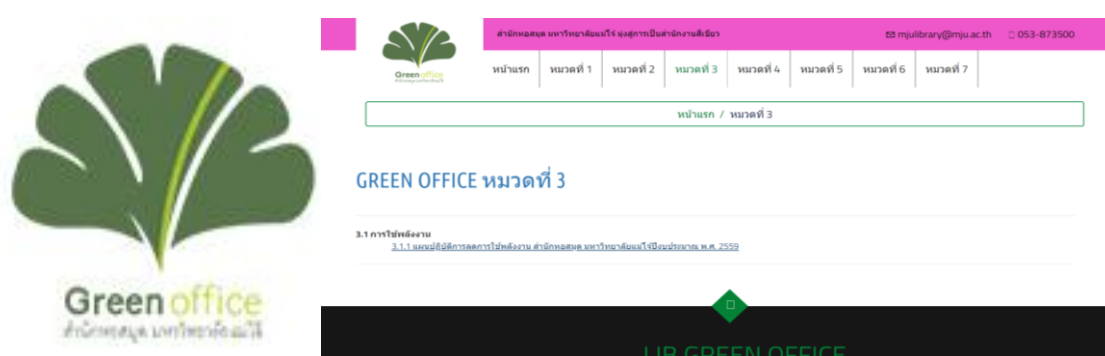 Green office
สำนักหอสมุด มหาวิทยาลัยแม่โจ้
Green office
สำนักหอสมุด มหาวิทยาลัยแม่โจ้ มุ่งสู่การเป็นสำนักงานสีเขียว
mjulibrary@mju.ac.th
053-873500
หน้าแรก หมวดที่ 1 หมวดที่ 2 หมวดที่ 3 หมวดที่ 4 หมวดที่ 5 หมวดที่ 6 หมวดที่ 7
หน้าแรก / หมวดที่ 3
GREEN OFFICE หมวดที่ 3
3.1 การใช้พลังงาน
3.1.1 แผนปฏิบัติการลดการใช้พลังงาน สำนักหอสมุด มหาวิทยาลัยแม่โจ้ปีงบประมาณ พ.ศ. 2559
LIB GREEN OFFICE